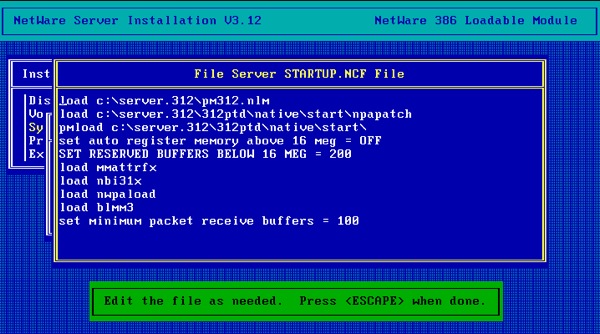 NetWare Server Installation V3.12 NetWare 386 Loadable Module
Inst
File Server STARTUP.NCF File
Dis
Vo
Sy
Pr
Ex
load c:\server.312\pm312.nlm
load c:\server.312\312ptd\native\start\npapatch
pmload c:\server.312\312ptd\native\start\
set auto register memory above 16 meg = OFF
SET RESERVED BUFFERS BELOW 16 MEG = 200
load mmattrfx
load nbi31x
load nwpaload
load blmm3
set minimum packet receive buffers = 100
Edit the file as needed. Press <ESCAPE> when done.